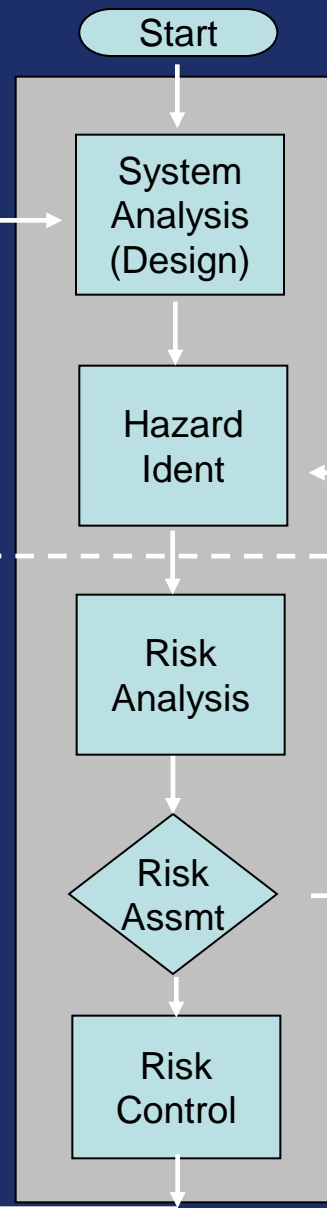 Start
System
Analysis
(Design)
Hazard
Ident
Risk
Analysis
Risk
Assmt
Risk
Control